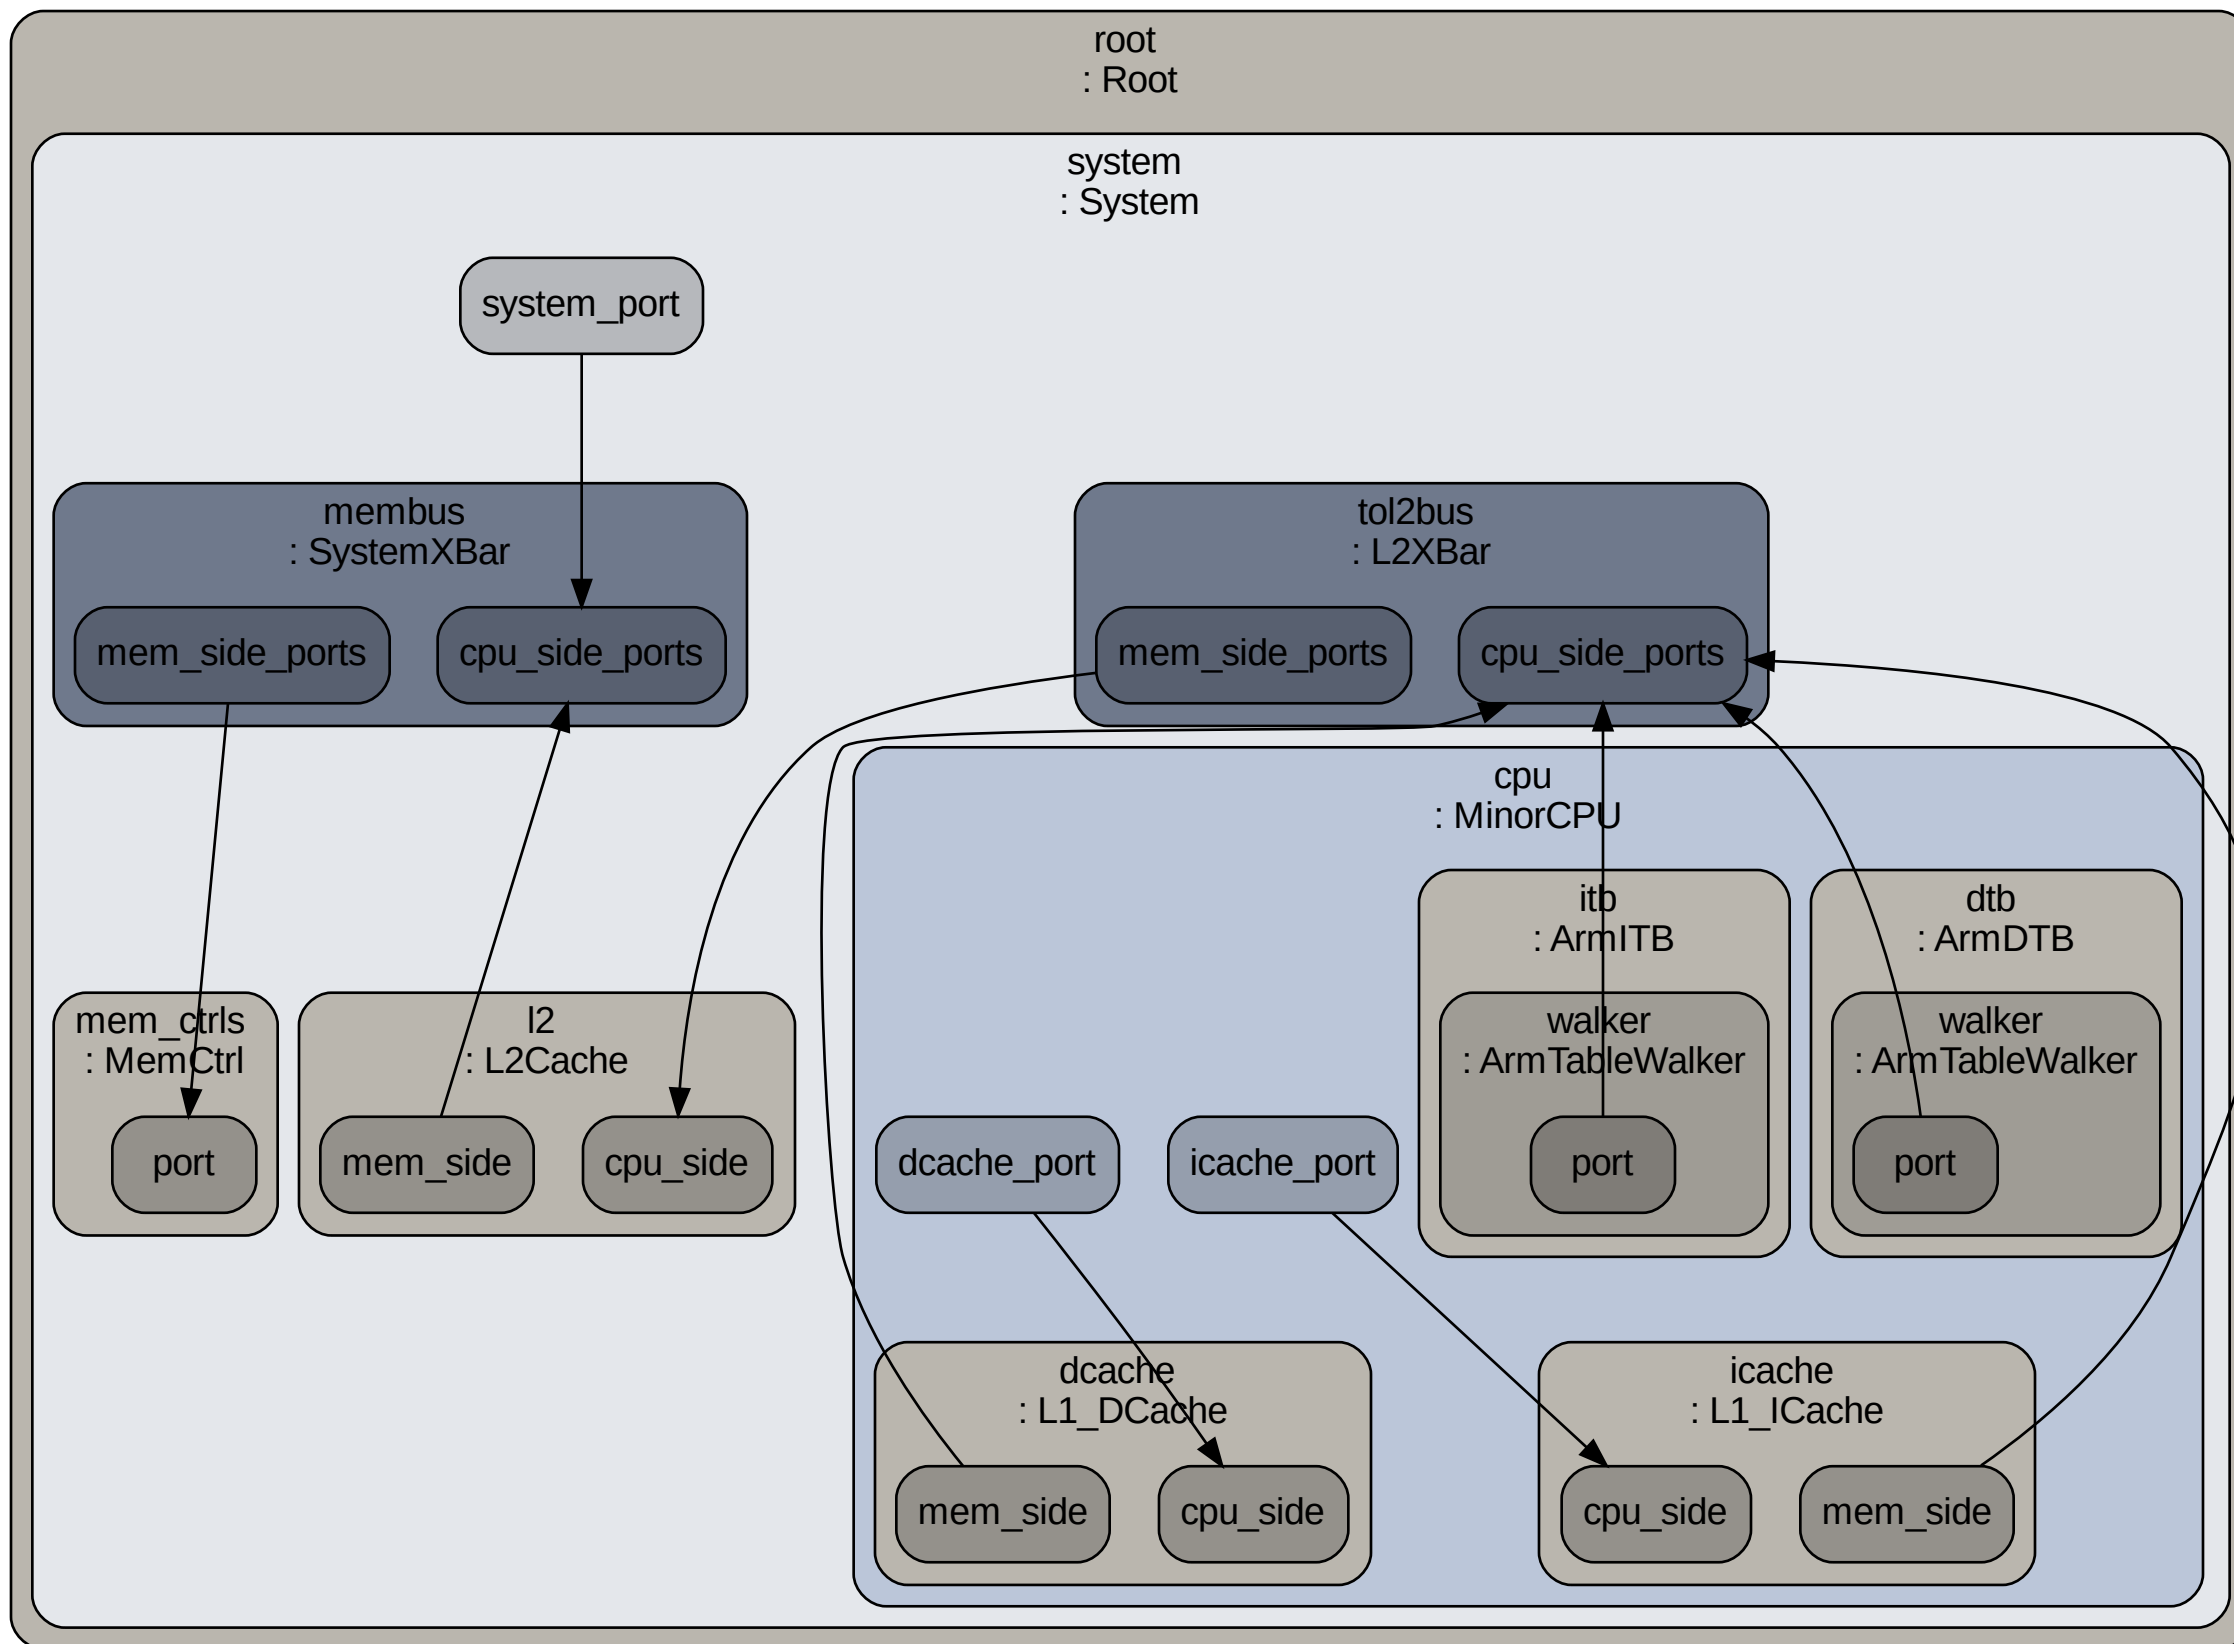 root
: Root
system
: System
system_port
membus
: SystemXBar
mem_side_ports
cpu_side_ports
tol2bus
: L2XBar
mem_side_ports
cpu_side_ports
cpu
: MinorCPU
itb
: ArmITB
walker
: ArmTableWalker
port
dtb
: ArmDTB
walker
: ArmTableWalker
port
mem_ctrls
: MemCtrl
port
l2
: L2Cache
mem_side
cpu_side
dcache_port
icache_port
dcache
: L1_DCache
mem_side
cpu_side
icache
: L1_ICache
cpu_side
mem_side